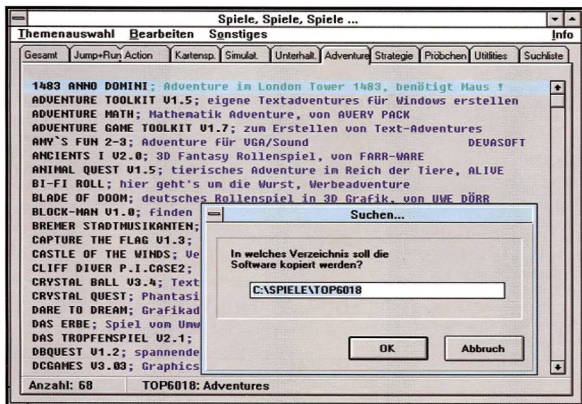 Spiele, Spiele, Spiele ...
Themenauswahl Bearbeiten Sonstiges Info
Gesamt Jump+Run Action Kartensp. Simulat. Unterhalt. Adventure Strategie Pröbchen Utilities Suchliste
1483 ANNO DOMINI; Adventure im London Tower 1483, benötigt Maus !
ADVENTURE TOOLKIT V1.5; eigene Textadventures für Windows erstellen
ADVENTURE MATH; Mathematik Adventure, von AVERY PACK
ADVENTURE GAME TOOLKIT V1.7; zum Erstellen von Text-Adventures
AMY`S FUN 2-3; Adventure für VGA/Sound DEVASOFT
ANCIENTS I V2.0; 3D Fantasy Rollenspiel, von FARR-WARE
ANIMAL QUEST V1.5; tierisches Adventure im Reich der Tiere, ALIVE
BI-FI ROLL; hier geht's um die Wurst, Werbeadventure
BLADE OF DOOM; deutsches Rollenspiel in 3D Grafik, von UWE DÖRR
BLOCK-MAN V1.0; finden
BREMER STADTMUSIKANTEN;
CAPTURE THE FLAG V1.3;
CASTLE OF THE WINDS; Ve
CLIFF DIVER P.I.CASE2;
CRYSTAL BALL V3.4; Text
CRYSTAL QUEST; Phantasi
DARE TO DREAM; Grafikad
DAS ERBE; Spiel vom Umw
DAS TROPFENSPIEL V2.1;
DBQUEST V1.2; spannende
DCGAMES V3.03; Graphics
Suchen...
In welches Verzeichnis soll die
Software kopiert werden?
C:\SPIELE\TOP6018
OK Abbruch
Anzahl: 68 TOP6018: Adventures